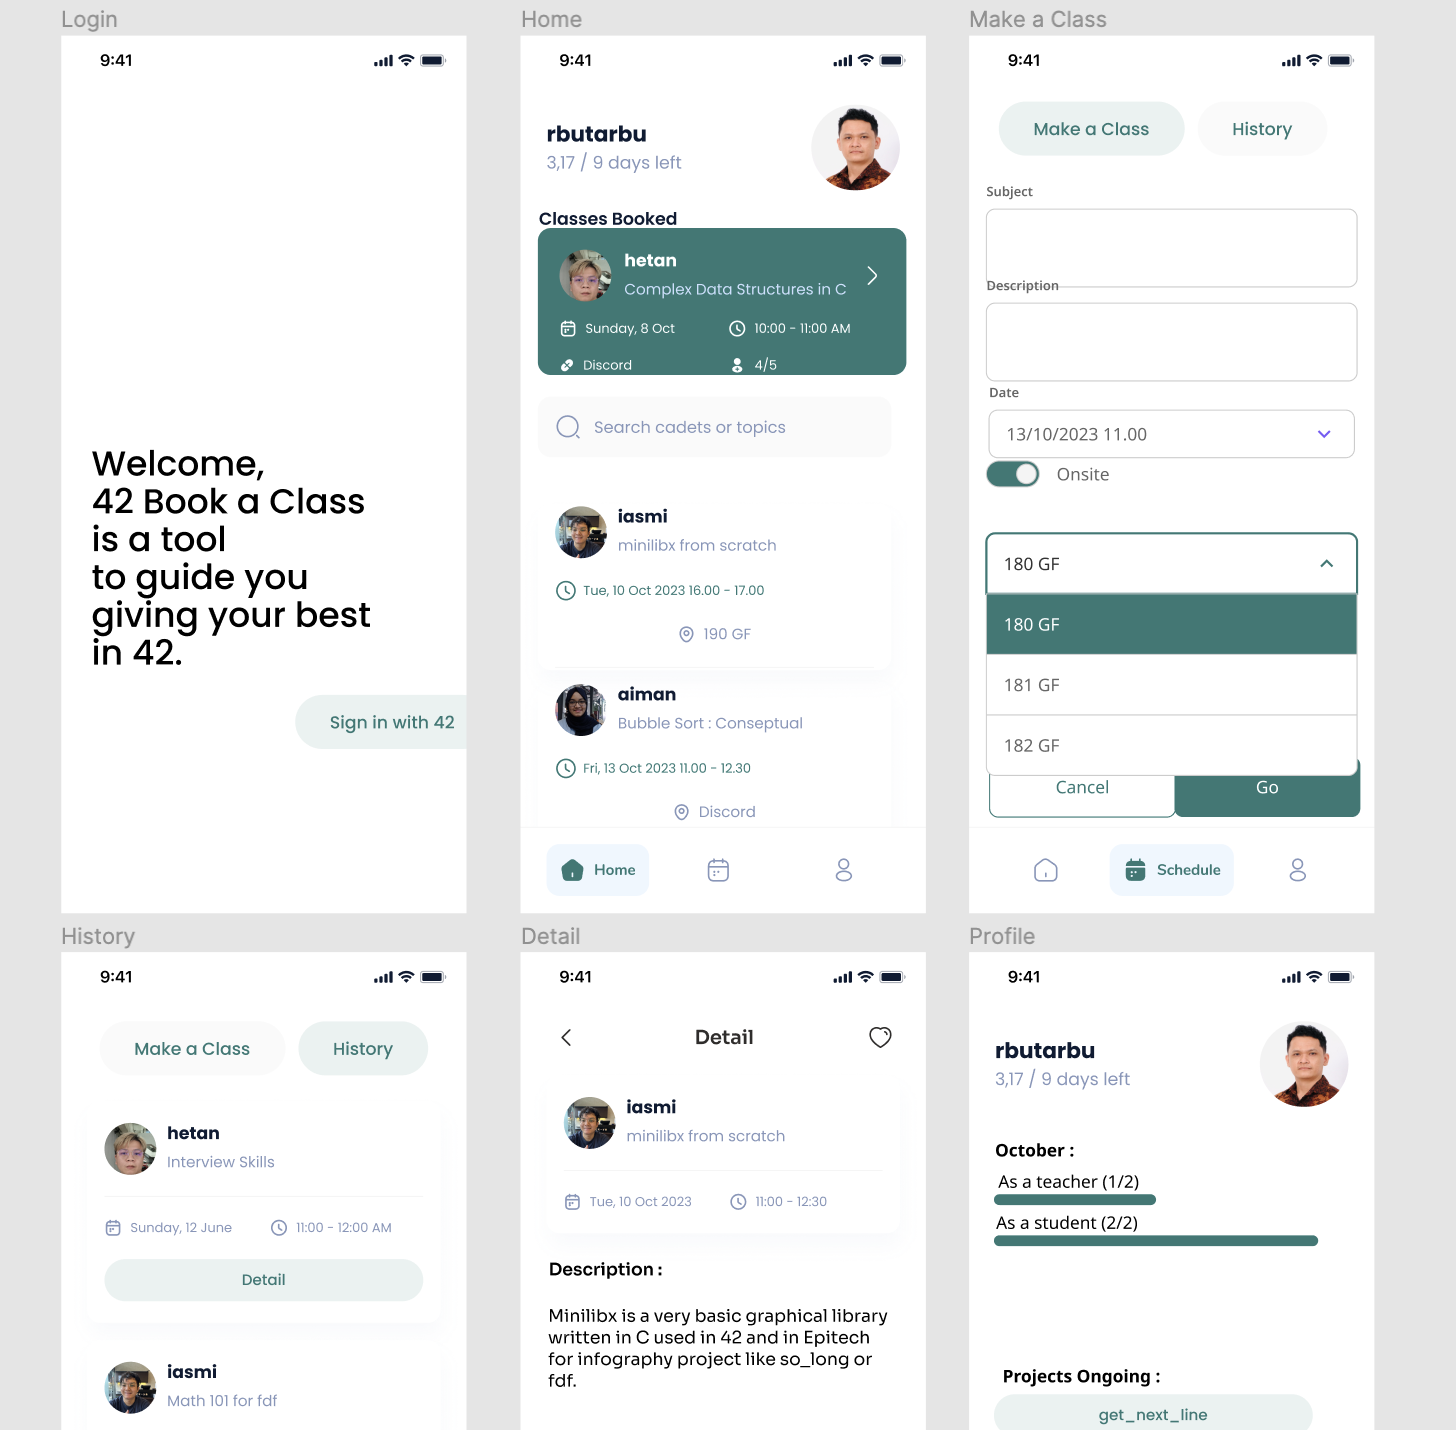 Login
9:41
Welcome,
42 Book a Class
is a tool
to guide you
giving your best
in 42.
Sign in with 42
Home
9:41
rbutarbu
3,17 / 9 days left
Classes Booked
hetan
Complex Data Structures in C
Sunday, 8 Oct
10:00 - 11:00 AM
Discord
4/5
Search cadets or topics
iasmi
minilibx from scratch
Tue, 10 Oct 2023 16.00 - 17.00
190 GF
aiman
Bubble Sort : Conseptual
Fri, 13 Oct 2023 11.00 - 12.30
Discord
Home
Make a Class
9:41
Make a Class
History
Subject
Description
Date
13/10/2023 11.00
Onsite
180 GF
180 GF
181 GF
182 GF
Cancel
Go
Schedule
History
9:41
Make a Class
History
hetan
Interview Skills
Sunday, 12 June
11:00 - 12:00 AM
Detail
iasmi
Math 101 for fdf
Detail
9:41
Detail
iasmi
minilibx from scratch
Tue, 10 Oct 2023
11:00 - 12:30
Description :
Minilibx is a very basic graphical library
written in C used in 42 and in Epitech
for infography project like so_long or
fdf.
Profile
9:41
rbutarbu
3,17 / 9 days left
October :
As a teacher (1/2)
As a student (2/2)
Projects Ongoing :
get_next_line